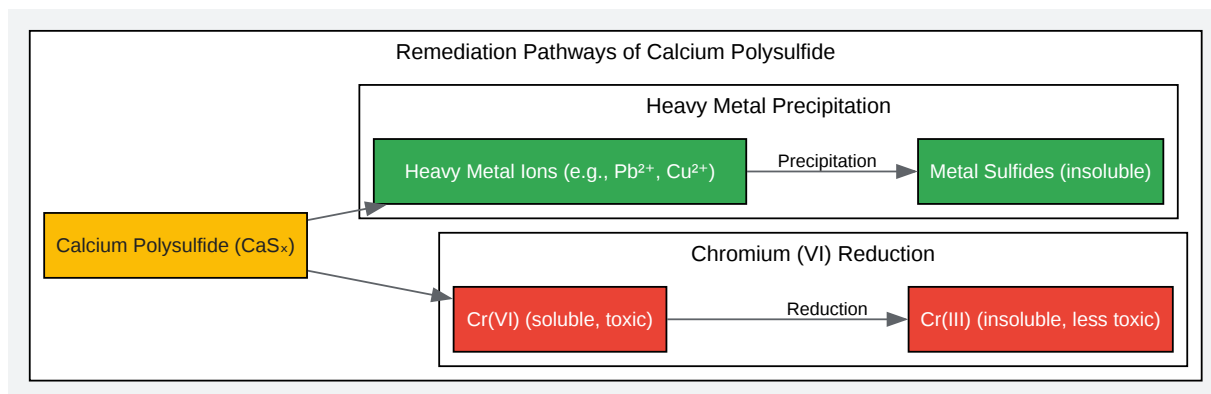 Remediation Pathways of Calcium Polysulfide
Heavy Metal Precipitation
Heavy Metal Ions (e.g., Pb²⁺, Cu²⁺)
Precipitation
Metal Sulfides (insoluble)
Calcium Polysulfide (CaSₓ)
Chromium (VI) Reduction
Cr(VI) (soluble, toxic)
Reduction
Cr(III) (insoluble, less toxic)